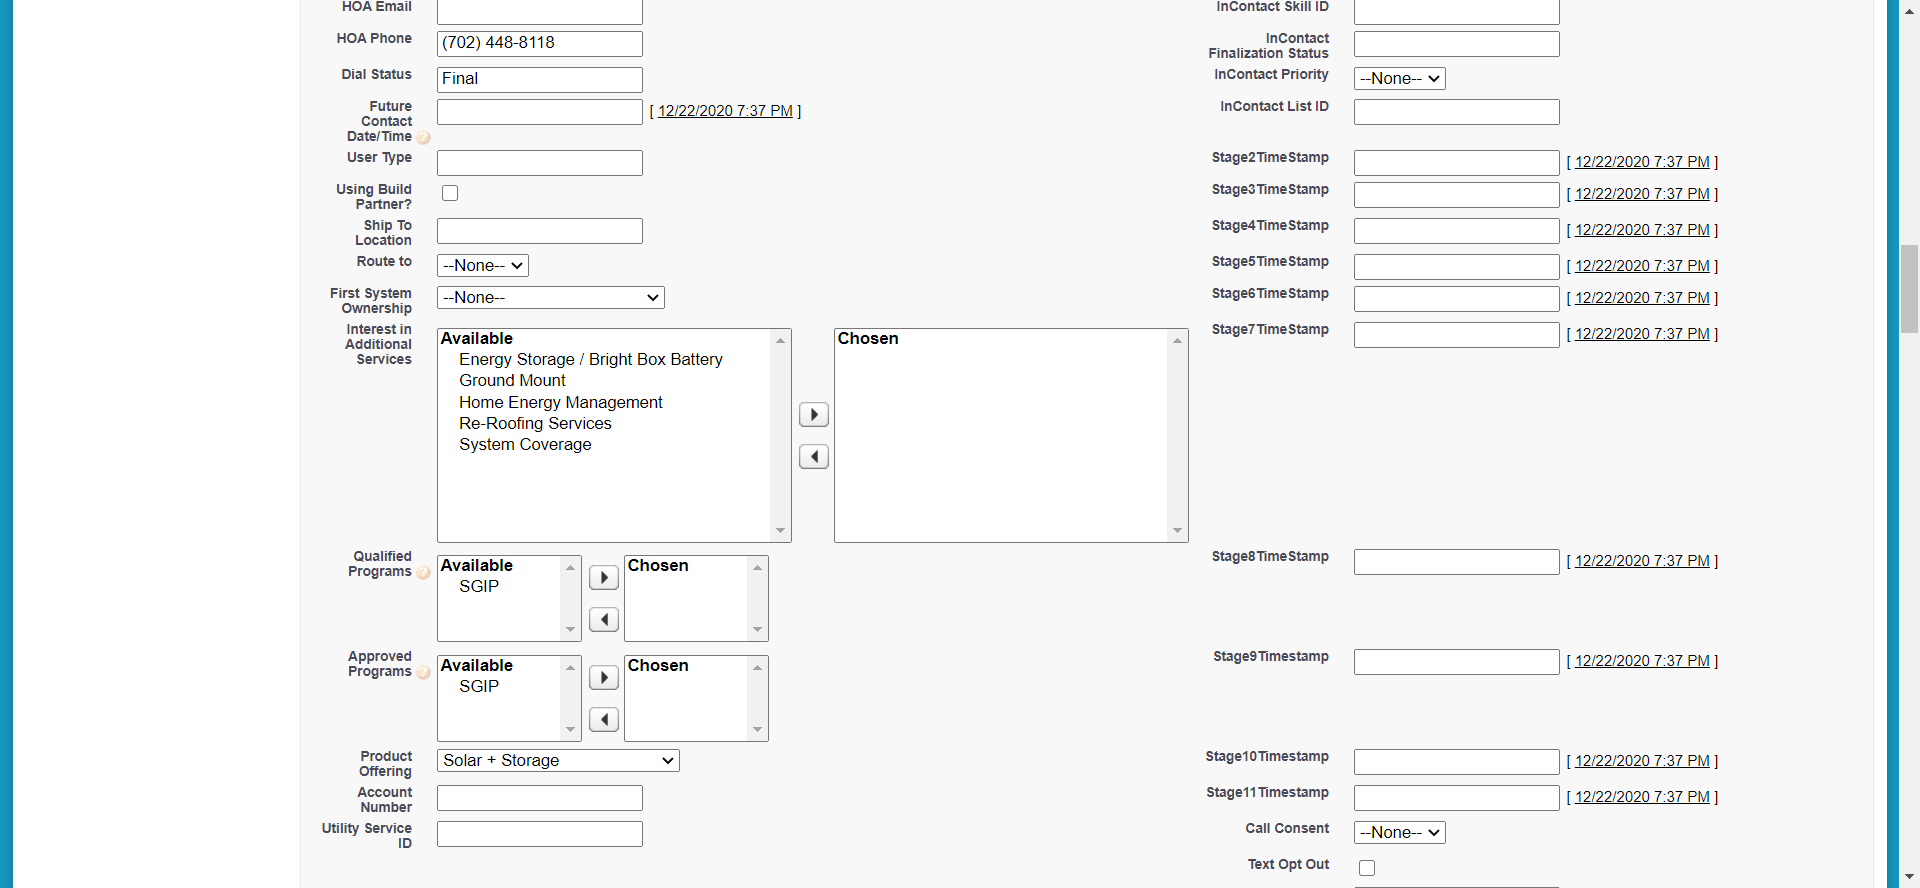 HOA Email
HOA Phone
(702) 448-8118
Dial Status
Final
Future
Contact
Date/Time
[ 12/22/2020 7:37 PM ]
User Type
Using Build
Partner?
Ship To
Location
Route to
--None--
First System
Ownership
--None--
Interest in
Additional
Services
Available
Energy Storage / Bright Box Battery
Ground Mount
Home Energy Management
Re-Roofing Services
System Coverage
Chosen
Qualified
Programs
Available
SGIP
Chosen
Approved
Programs
Available
SGIP
Chosen
Product
Offering
Solar + Storage
Account
Number
Utility Service
ID
InContact Skill ID
InContact
Finalization Status
InContact Priority
--None--
InContact List ID
Stage2TimeStamp
[ 12/22/2020 7:37 PM ]
Stage3TimeStamp
[ 12/22/2020 7:37 PM ]
Stage4TimeStamp
[ 12/22/2020 7:37 PM ]
Stage5TimeStamp
[ 12/22/2020 7:37 PM ]
Stage6TimeStamp
[ 12/22/2020 7:37 PM ]
Stage7TimeStamp
[ 12/22/2020 7:37 PM ]
Stage8TimeStamp
[ 12/22/2020 7:37 PM ]
Stage9Timestamp
[ 12/22/2020 7:37 PM ]
Stage10Timestamp
[ 12/22/2020 7:37 PM ]
Stage11Timestamp
[ 12/22/2020 7:37 PM ]
Call Consent
--None--
Text Opt Out